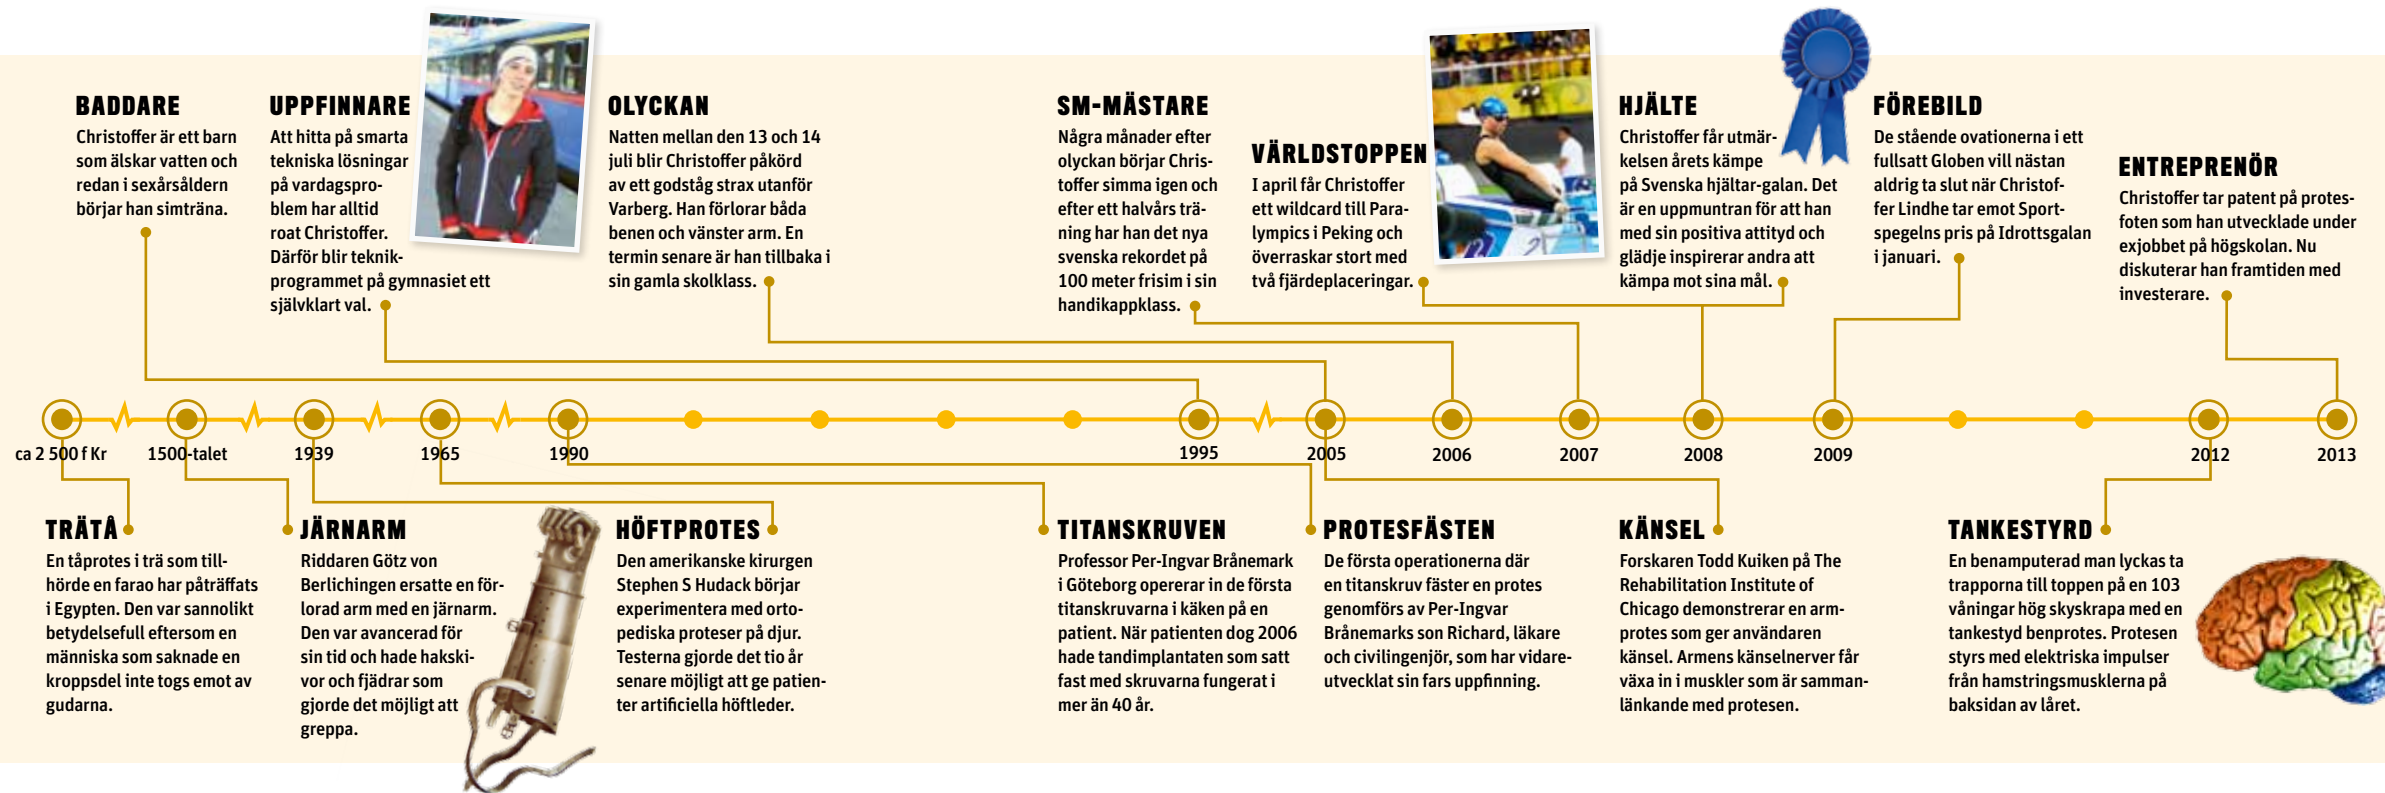 BADDARE
Christoffer är ett barn
som älskar vatten och
redan i sexårsåldern
börjar han simträna.
UPPFINNARE
Att hitta på smarta
tekniska lösningar
på vardagspro-
blem har alltid
roat Christoffer.
Därför blir teknik-
programmet på gymnasiet ett
självklart val.
OLYCKAN
Natten mellan den 13 och 14
juli blir Christoffer påkörd
av ett godståg strax utanför
Varberg. Han förlorar båda
benen och vänster arm. En
termin senare är han tillbaka i
sin gamla skolklass.
SM-MÄSTARE
Några månader efter
olyckan börjar Chris-
toffer simma igen och
efter ett halvårs trä-
ning har han det nya
svenska rekordet på
100 meter frisim i sin
handikappklass.
VÄRLDSTOPPEN
I april får Christoffer
ett wildcard till Para-
lympics i Peking och
överraskar stort med
två fjärdeplaceringar.
HJÄLTE
Christoffer får utmär-
kelsen årets kämpe
på Svenska hjältar-galan. Det
är en uppmuntran för att han
med sin positiva attityd och
glädje inspirerar andra att
kämpa mot sina mål.
FÖREBILD
De stående ovationerna i ett
fullsatt Globen vill nästan
aldrig ta slut när Christof-
fer Lindhe tar emot Sport-
spegelns pris på Idrottsgalan
i januari.
ENTREPRENÖR
Christoffer tar patent på protes-
foten som han utvecklade under
exjobbet på högskolan. Nu
diskuterar han framtiden med
investerare.
ca 2 500 f Kr 1500-talet 1939 1965 1990 1995 2005 2006 2007 2008 2009 2012 2013
TRÄTÅ
En tåprotes i trä som till-
hörde en farao har påträffats
i Egypten. Den var sannolikt
betydelsefull eftersom en
människa som saknade en
kroppsdel inte togs emot av
gudarna.
JÄRNARM
Riddaren Götz von
Berlichingen ersatte en för-
lorad arm med en järnarm.
Den var avancerad för
sin tid och hade hakski-
vor och fjädrar som
gjorde det möjligt att
greppa.
HÖFTPROTES
Den amerikanske kirurgen
Stephen S Hudack börjar
experimentera med orto-
pediska proteser på djur.
Testerna gjorde det tio år
senare möjligt att ge patien-
ter artificiella höftleder.
TITANSKRUVEN
Professor Per-Ingvar Brånemark
i Göteborg opererar in de första
titanskruvarna i käken på en
patient. När patienten dog 2006
hade tandimplantaten som satt
fast med skruvarna fungerat i
mer än 40 år.
PROTESFÄSTEN
De första operationerna där
en titanskruv fäster en protes
genomförs av Per-Ingvar
Brånemarks son Richard, läkare
och civilingenjör, som har vidare-
utvecklat sin fars uppfinning.
KÄNSEL
Forskaren Todd Kuiken på The
Rehabilitation Institute of
Chicago demonstrerar en arm-
protes som ger användaren
känsel. Armens känselnerver får
växa in i muskler som är samman-
länkande med protesen.
TANKESTYRD
En benamputerad man lyckas ta
trapporna till toppen på en 103
våningar hög skyskrapa med en
tankestyd benprotes. Protesen
styrs med elektriska impulser
från hamstringsmusklerna på
baksidan av låret.